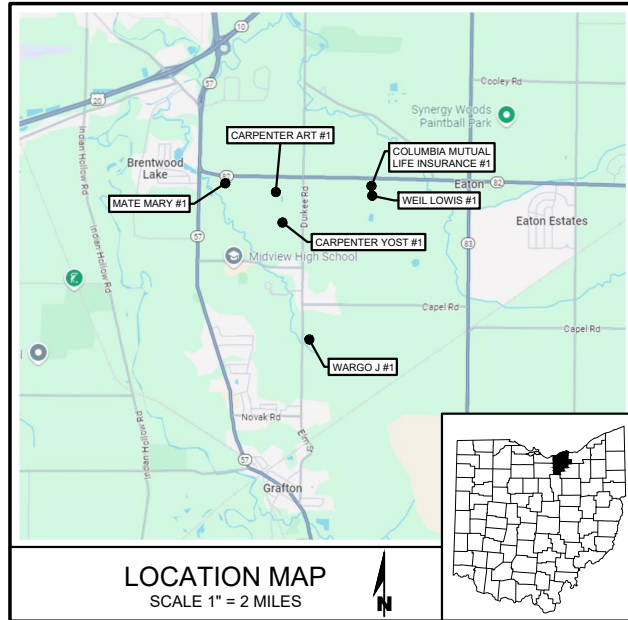 10
57
20
Cooley Rd
Synergy Woods
Paintball Park
Indian Hollow Rd
CARPENTER ART #1
COLUMBIA MUTUAL
LIFE INSURANCE #1
Brentwood
Lake
82
Eaton
82
MATE MARY #1
WEIL LOWIS #1
Durkee Rd
Eaton Estates
57
CARPENTER YOST #1
83
Indian Hollow Rd
Midview High School
Capel Rd
Capel Rd
WARGO J #1
Novak Rd
Elm St
Indian Hollow Rd
57
Grafton
LOCATION MAP
SCALE 1" = 2 MILES
N